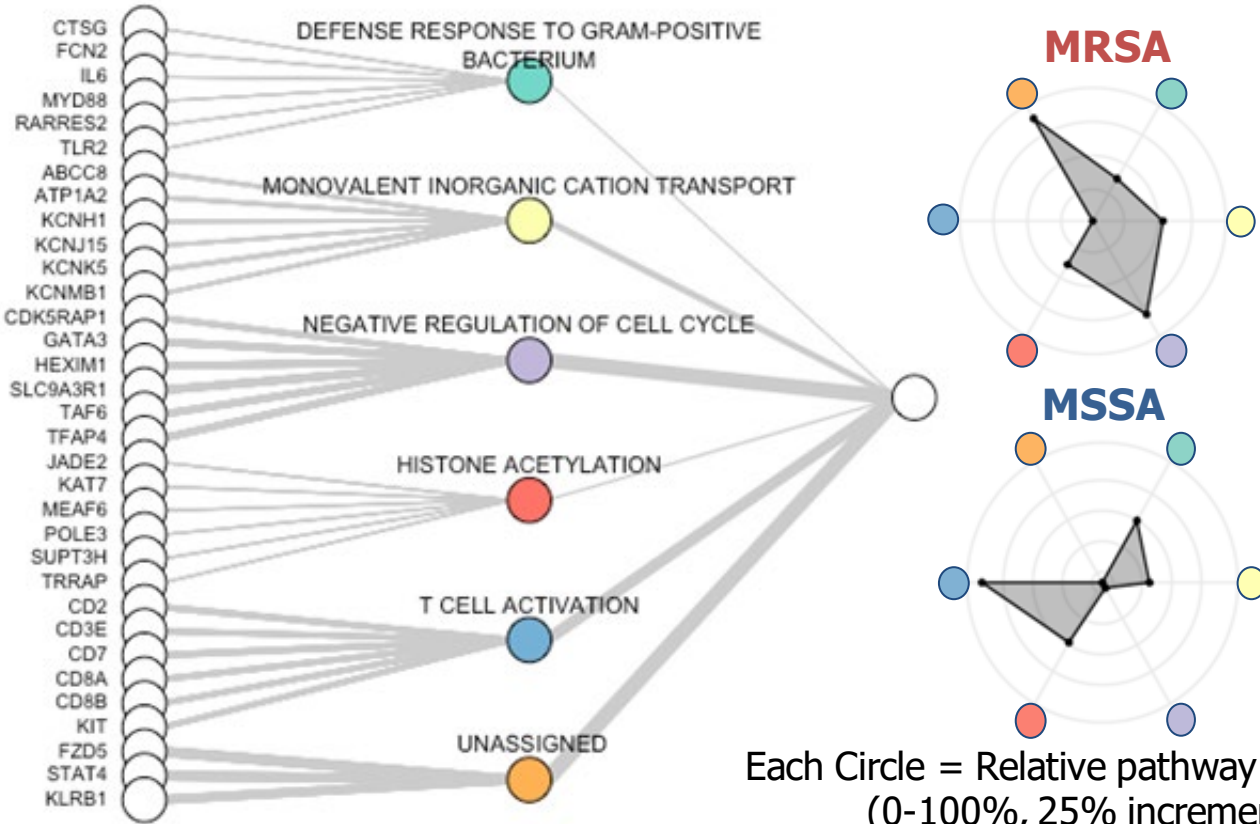 CTSG
FCN2
IL6
MYD88
RARRES2
TLR2
ABCC8
ATP1A2
KCNH1
KCNJ15
KCNK5
KCNMB1
CDK5RAP1
GATA3
HEXIM1
SLC9A3R1
TAF6
TFAP4
JADE2
KAT7
MEAF6
POLE3
SUPT3H
TRRAP
CD2
CD3E
CD7
CD8A
CD8B
KIT
FZD5
STAT4
KLRB1
DEFENSE RESPONSE TO GRAM-POSITIVE
BACTERIUM
MONOVALENT INORGANIC CATION TRANSPORT
NEGATIVE REGULATION OF CELL CYCLE
HISTONE ACETYLATION
T CELL ACTIVATION
UNASSIGNED
MRSA
MSSA
Each Circle = Relative pathway
(0-100%, 25% increme